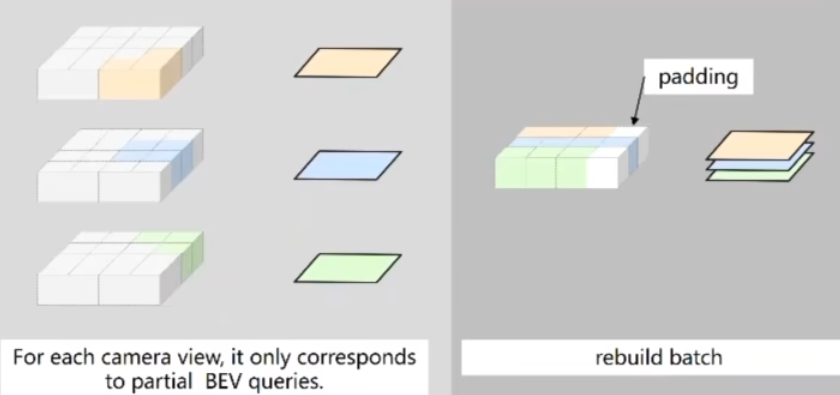 padding
For each camera view, it only corresponds
to partial BEV queries.
rebuild batch